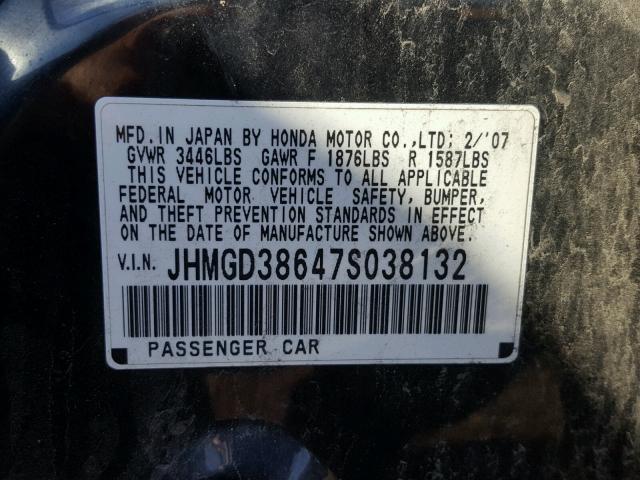 MFD. IN JAPAN BY HONDA MOTOR CO.,LTD; 2/'07
GVWR 3446LBS GAWR F 1876LBS R 1587LBS
THIS VEHICLE CONFORMS TO ALL APPLICABLE
FEDERAL MOTOR VEHICLE SAFETY, BUMPER,
AND THEFT PREVENTION STANDARDS IN EFFECT
ON DATE OF MANUFACTURE SHOWN ABOVE.
V.I.N. JHMGD38647S038132
PASSENGER CAR